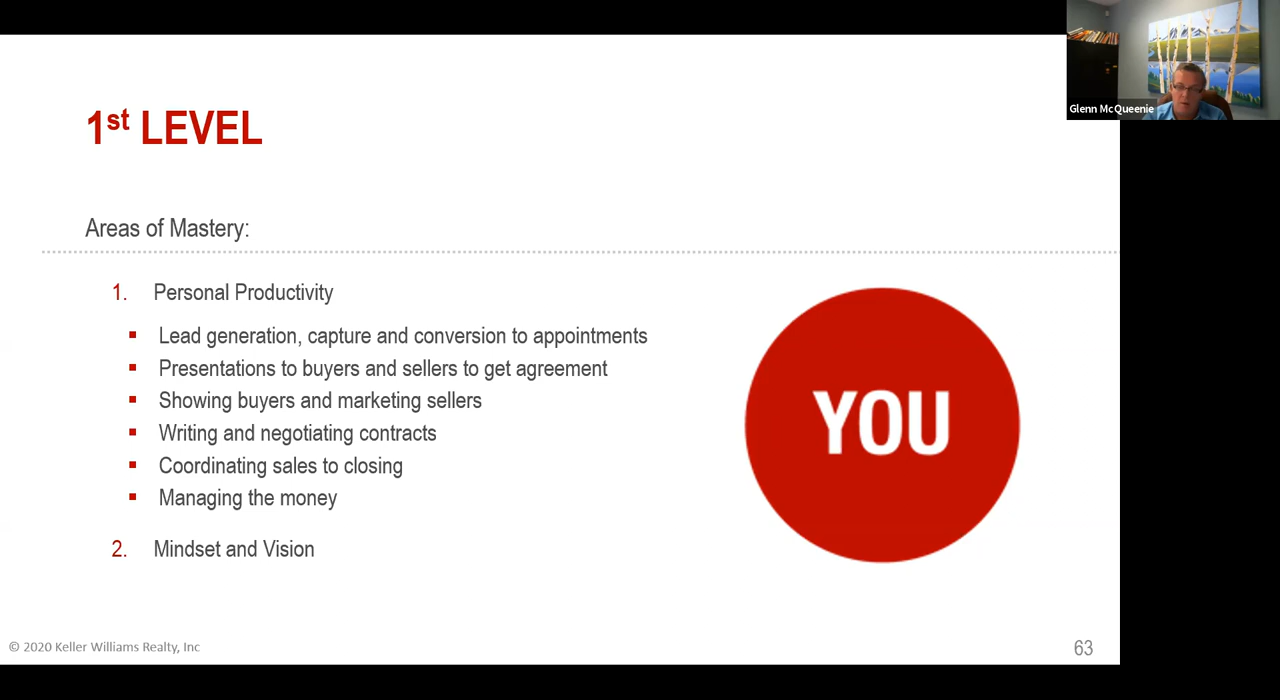 Glenn McQueenie
1st LEVEL
Areas of Mastery:
1. Personal Productivity
▪ Lead generation, capture and conversion to appointments
▪ Presentations to buyers and sellers to get agreement
▪ Showing buyers and marketing sellers
▪ Writing and negotiating contracts
▪ Coordinating sales to closing
▪ Managing the money
2. Mindset and Vision
YOU
© 2020 Keller Williams Realty, Inc
63